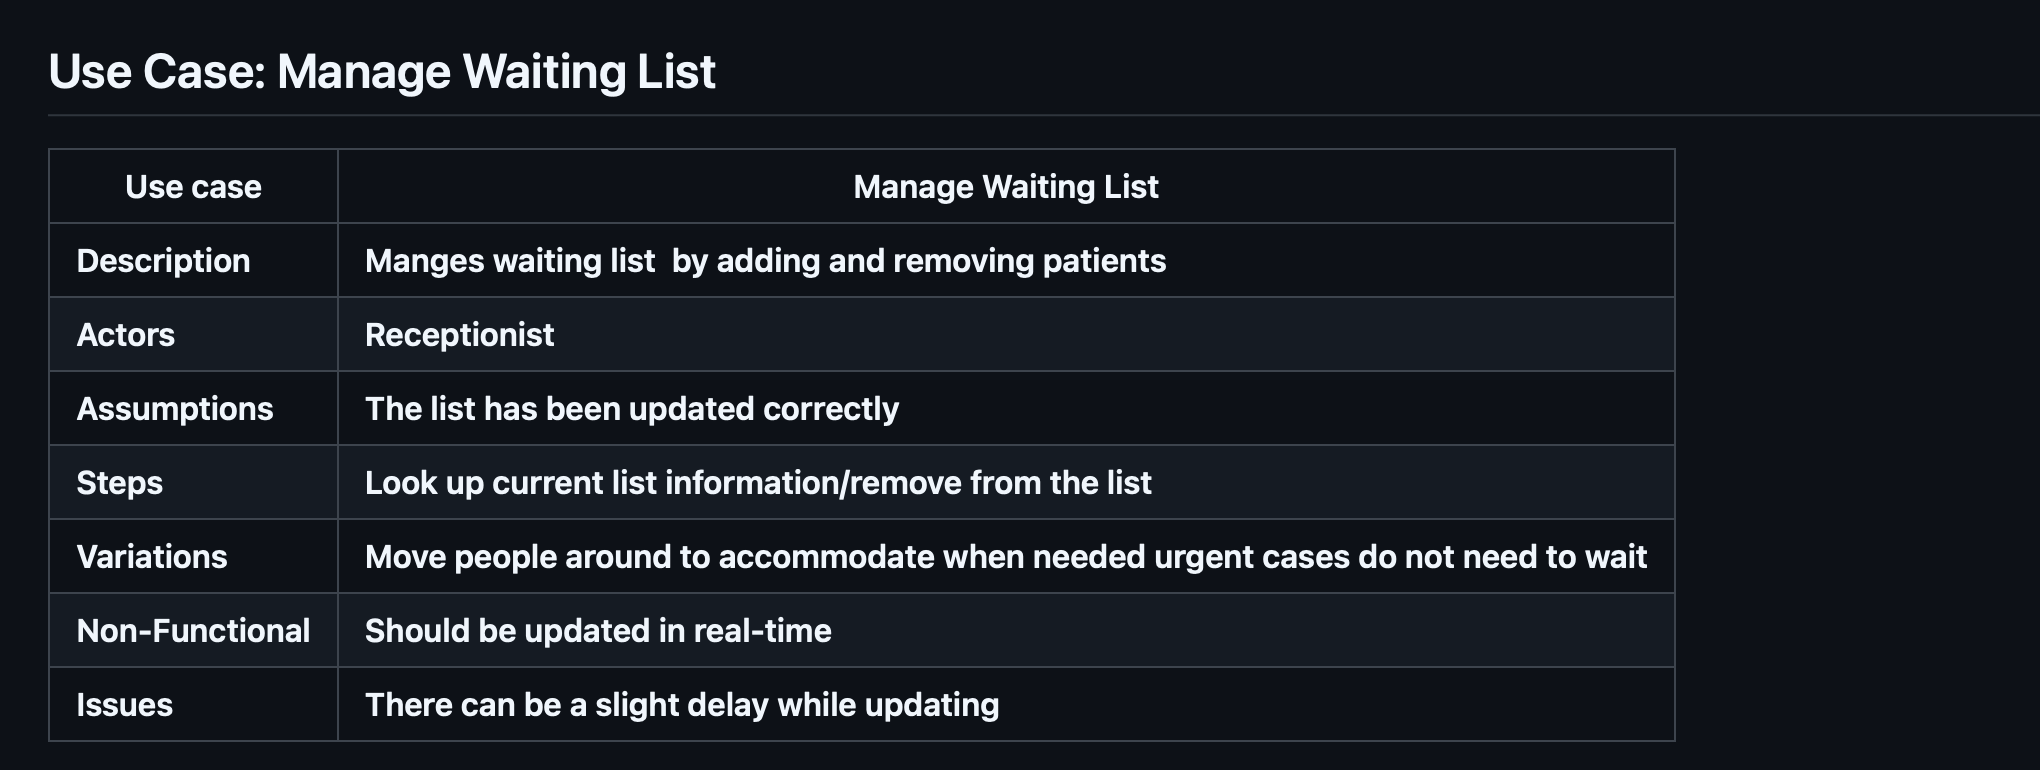 Use Case: Manage Waiting List
Use case Manage Waiting List
Description Manges waiting list  by adding and removing patients
Actors Receptionist
Assumptions The list has been updated correctly
Steps Look up current list information/remove from the list
Variations Move people around to accommodate when needed urgent cases do not need to wait
Non-Functional Should be updated in real-time
Issues There can be a slight delay while updating